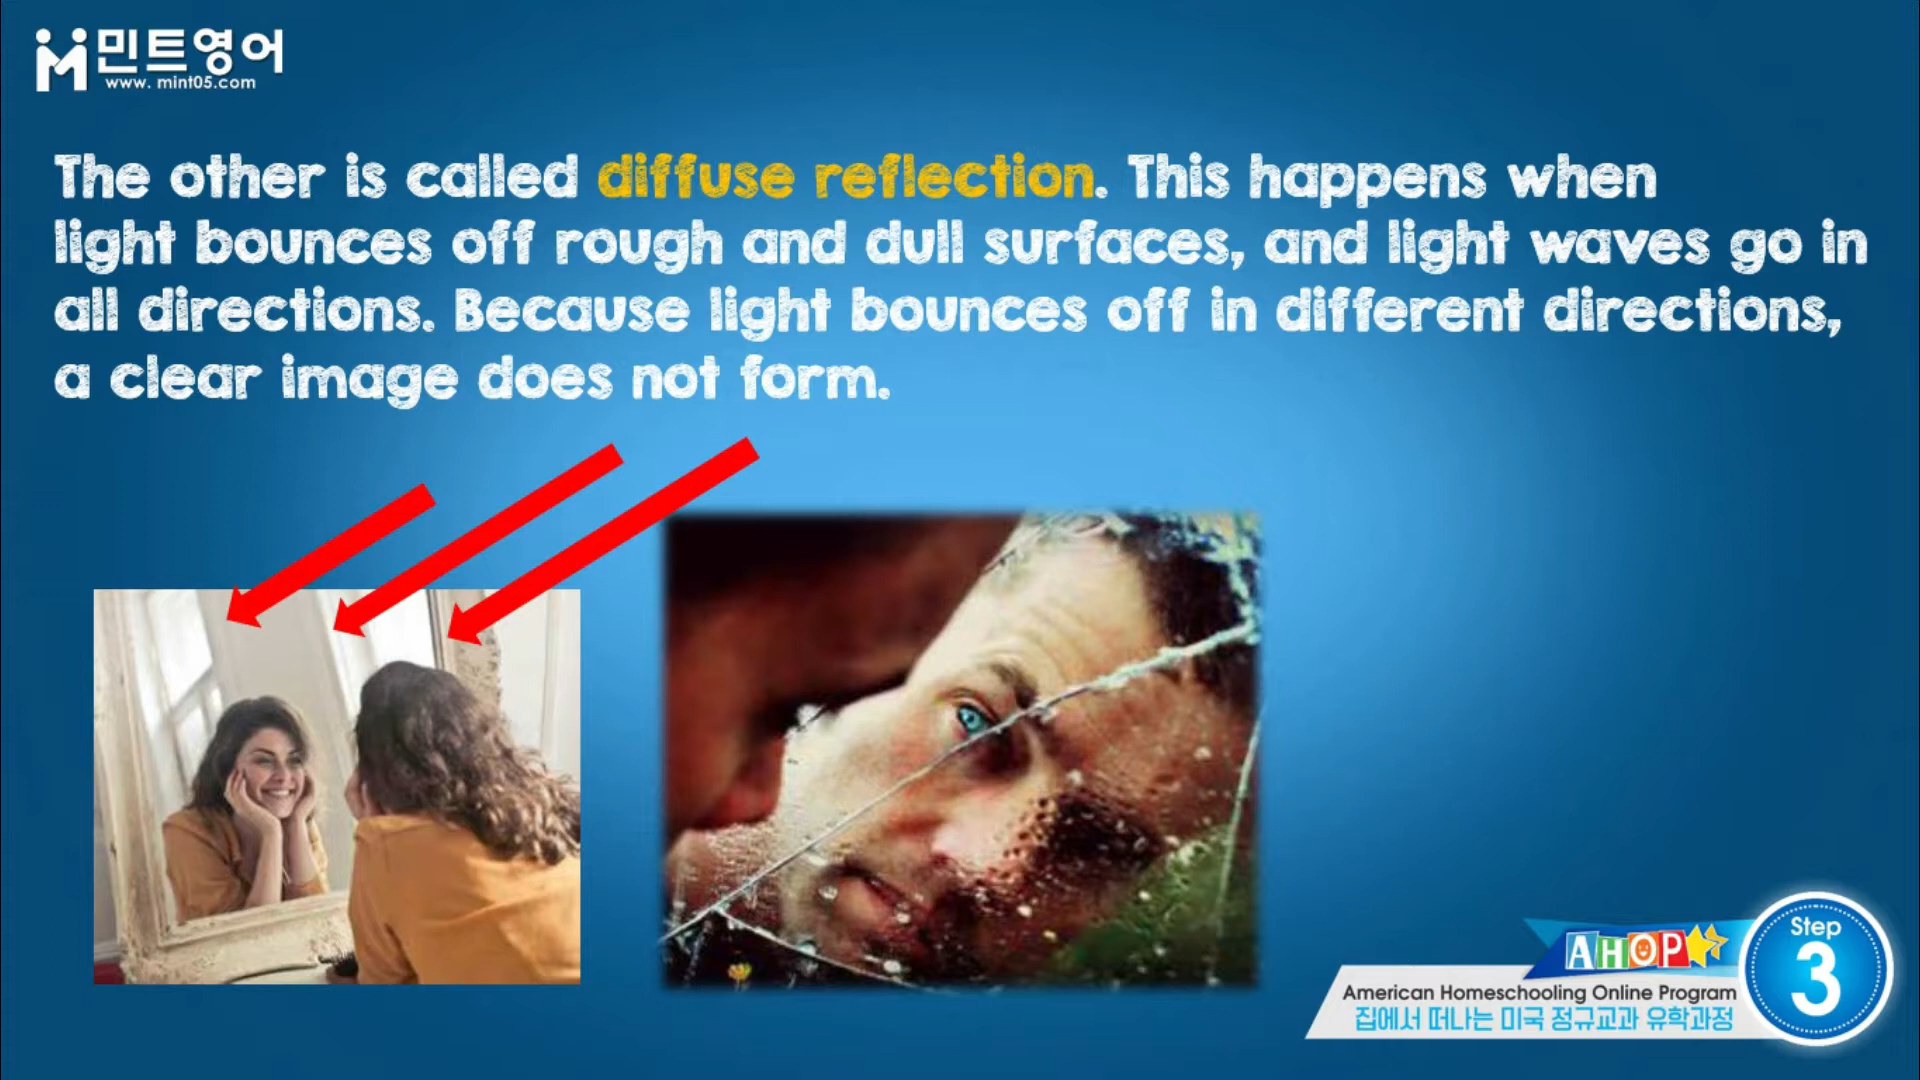 민트영어
www. mint05.com
The other is called diffuse reflection. This happens when
light bounces off rough and dull surfaces, and light waves go in
all directions. Because light bounces off in different directions,
a clear image does not form.
AHOP
Step
3
American Homeschooling Online Program
집에서 떠나는 미국 정규교과 유학과정